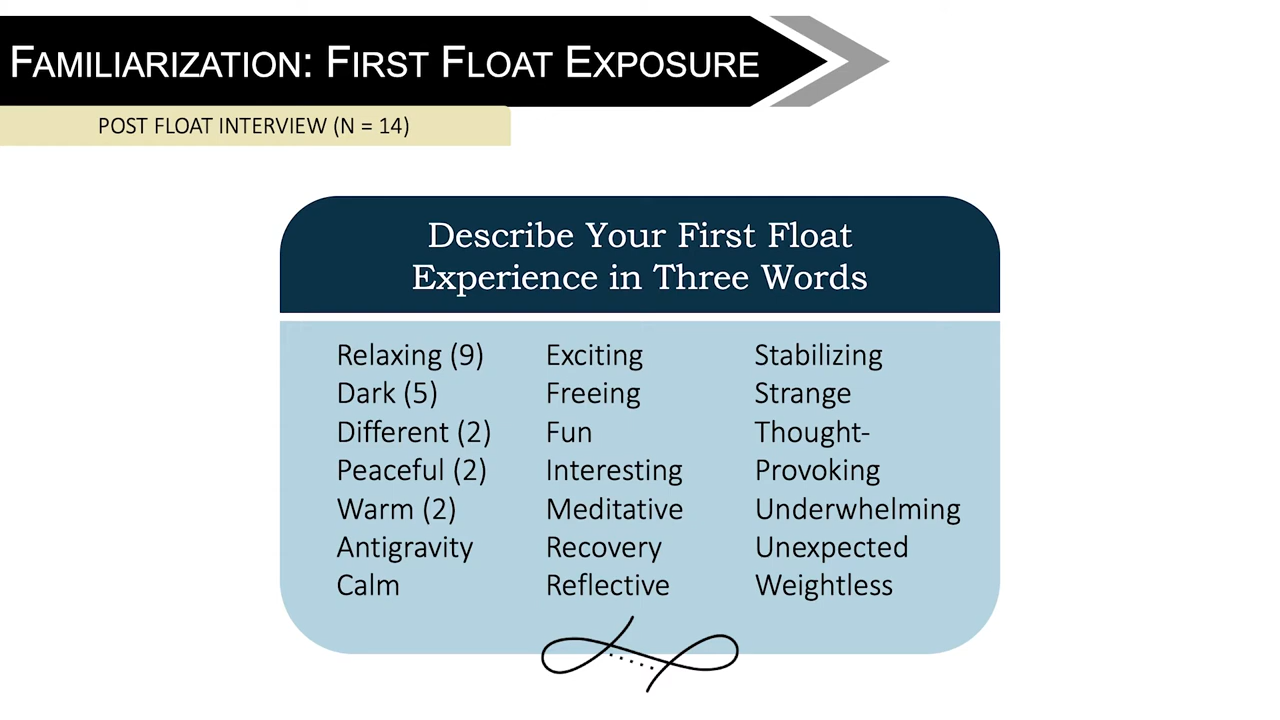 FAMILIARIZATION: FIRST FLOAT EXPOSURE
POST FLOAT INTERVIEW (N = 14)
Describe Your First Float
Experience in Three Words
Relaxing (9)
Dark (5)
Different (2)
Peaceful (2)
Warm (2)
Antigravity
Calm
Exciting
Freeing
Fun
Interesting
Meditative
Recovery
Reflective
Stabilizing
Strange
Thought-
Provoking
Underwhelming
Unexpected
Weightless